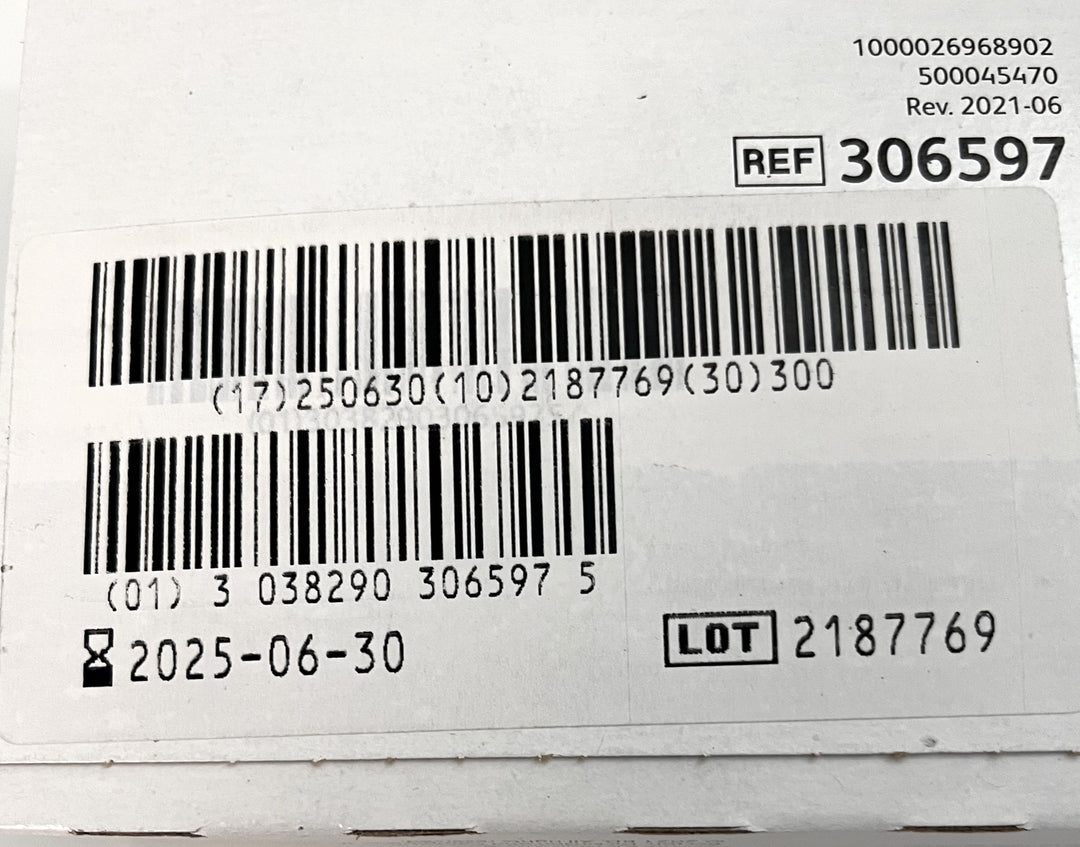 1000026968902
500045470
Rev. 2021-06
REF 306597
(17)250630(10)2187769(30)300
(01) 3 038290 306597 5
2025-06-30
LOT 2187769